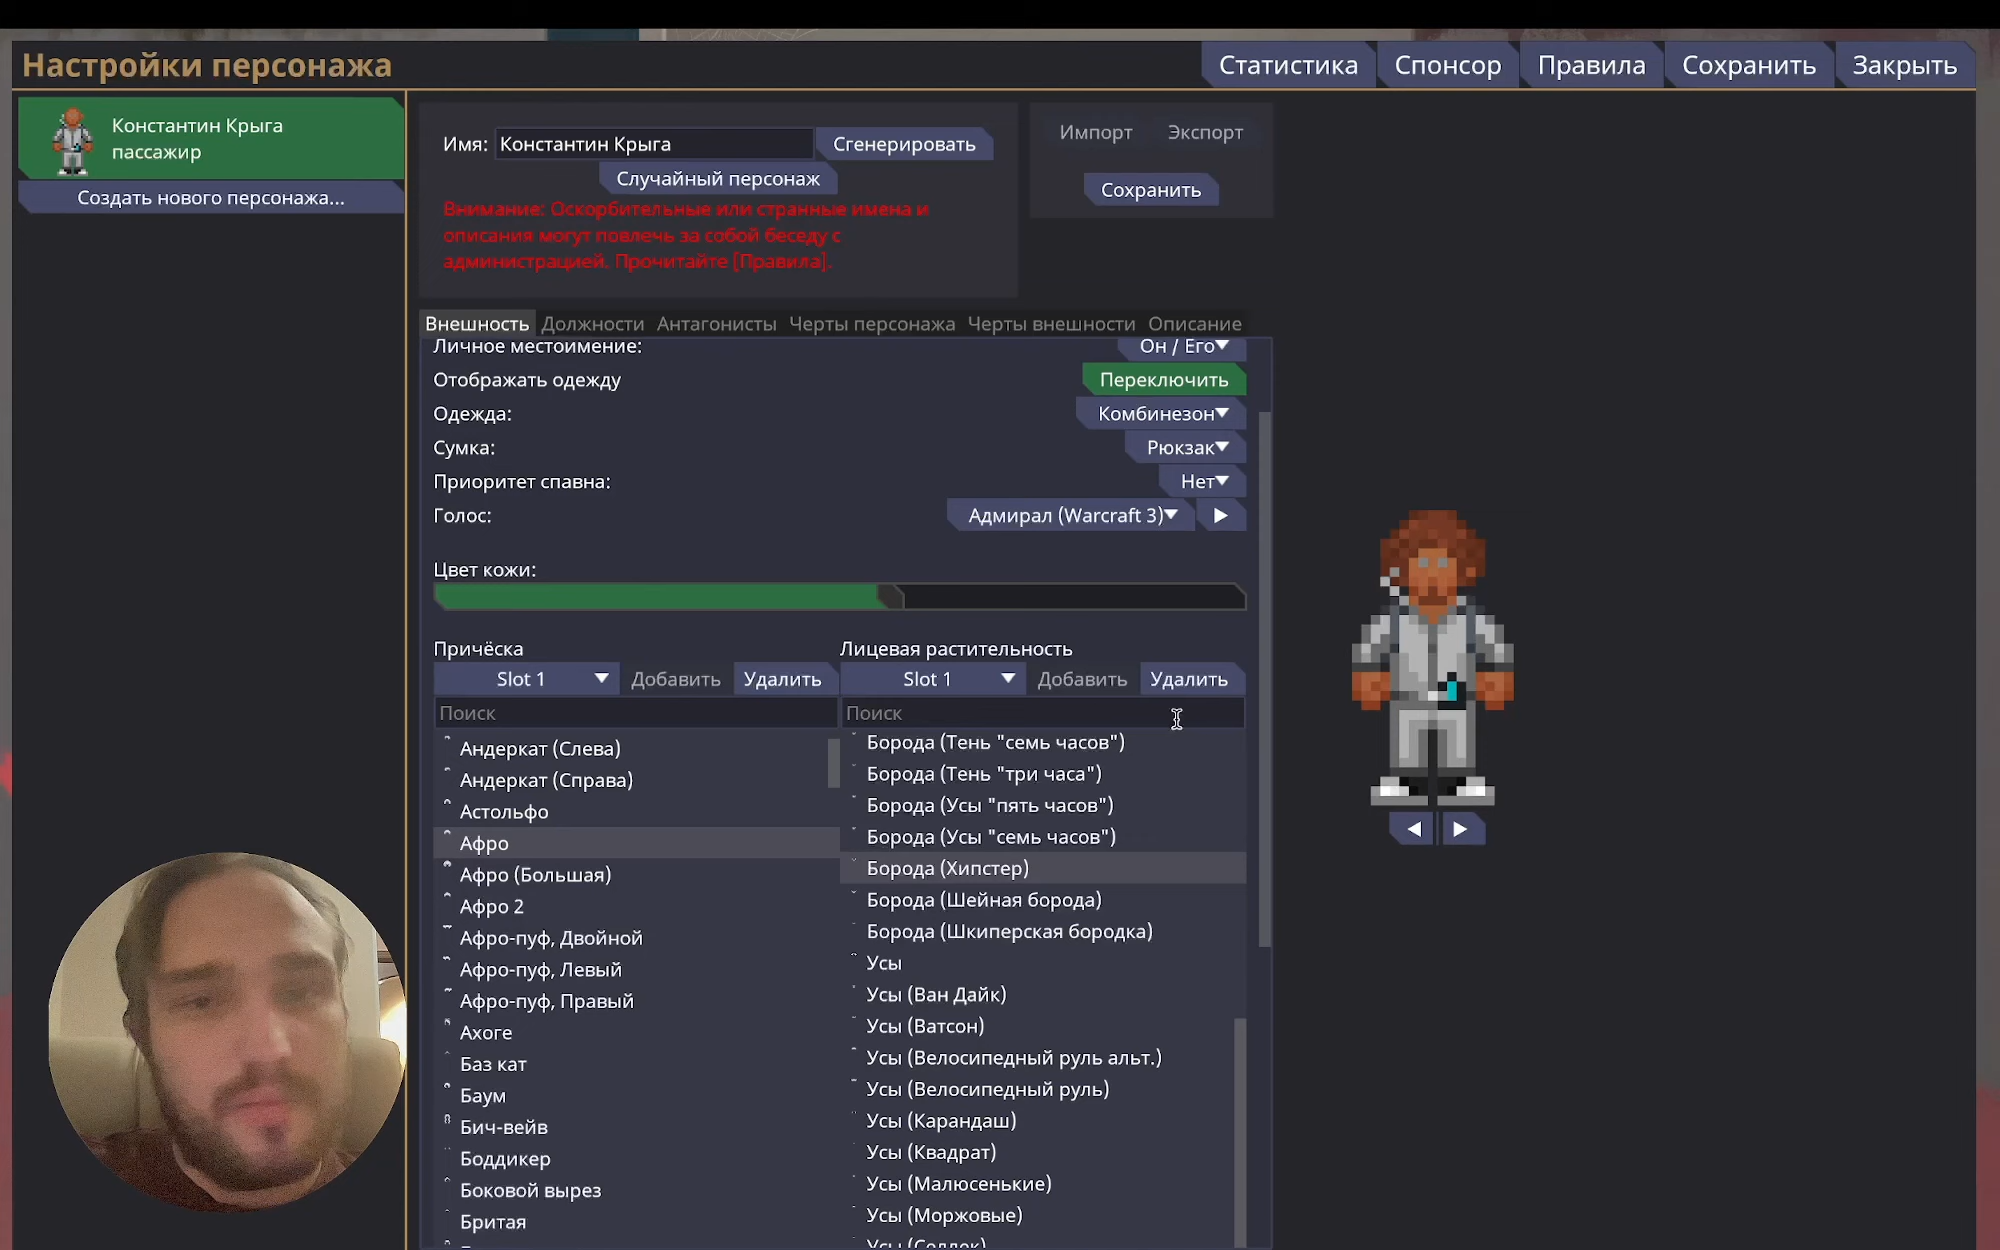 Настройки персонажа
Статистика
Спонсор
Правила
Сохранить
Закрыть
Константин Крыга
пассажир
Создать нового персонажа...
Имя:
Константин Крыга
Сгенерировать
Случайный персонаж
Внимание: Оскорбительные или странные имена и
описания могут повлечь за собой беседу с
администрацией. Прочитайте [Правила].
Импорт
Экспорт
Сохранить
Внешность
Должности
Антагонисты
Черты персонажа
Черты внешности
Описание
Личное местоимение:
Он / Его
Отображать одежду
Переключить
Одежда:
Комбинезон
Сумка:
Рюкзак
Приоритет спавна:
Нет
Голос:
Адмирал (Warcraft 3)
Цвет кожи:
Причёска
Slot 1
Добавить
Удалить
Поиск
Андеркат (Слева)
Андеркат (Справа)
Астольфо
Афро
Афро (Большая)
Афро 2
Афро-пуф, Двойной
Афро-пуф, Левый
Афро-пуф, Правый
Ахоге
Баз кат
Баум
Бич-вейв
Боддикер
Боковой вырез
Бритая
Лицевая растительность
Slot 1
Добавить
Удалить
Поиск
Борода (Тень "семь часов")
Борода (Тень "три часа")
Борода (Усы "пять часов")
Борода (Усы "семь часов")
Борода (Хипстер)
Борода (Шейная борода)
Борода (Шкиперская бородка)
Усы
Усы (Ван Дайк)
Усы (Ватсон)
Усы (Велосипедный руль альт.)
Усы (Велосипедный руль)
Усы (Карандаш)
Усы (Квадрат)
Усы (Малюсенькие)
Усы (Моржовые)
Усы (Селлек)